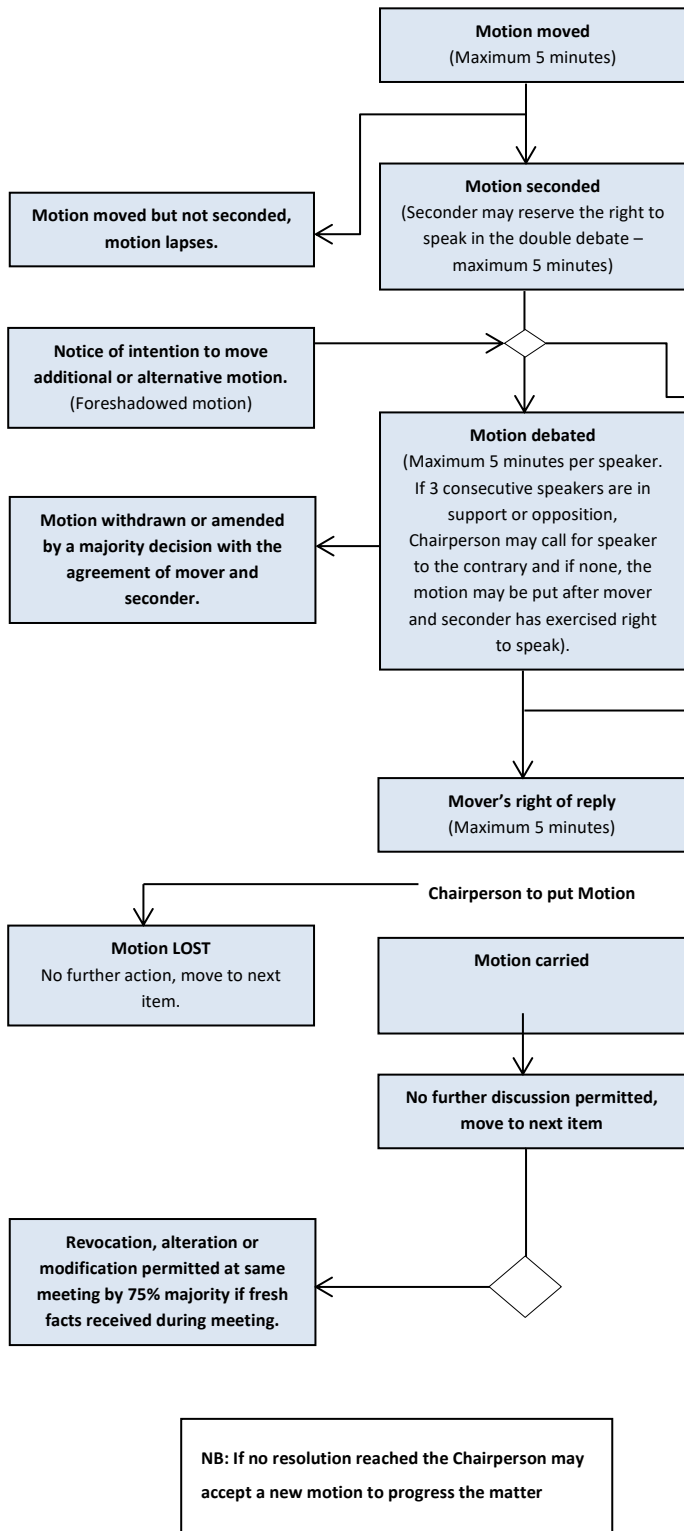 Motion moved
(Maximum 5 minutes)
Motion seconded
(Seconder may reserve the right to
speak in the double debate –
maximum 5 minutes)
Motion moved but not seconded,
motion lapses.
Notice of intention to move
additional or alternative motion.
(Foreshadowed motion)
Motion debated
(Maximum 5 minutes per speaker.
If 3 consecutive speakers are in
support or opposition,
Chairperson may call for speaker
to the contrary and if none, the
motion may be put after mover
and seconder has exercised right
to speak).
Motion withdrawn or amended
by a majority decision with the
agreement of mover and
seconder.
Mover’s right of reply
(Maximum 5 minutes)
Chairperson to put Motion
Motion LOST
No further action, move to next
item.
Motion carried
No further discussion permitted,
move to next item
Revocation, alteration or
modification permitted at same
meeting by 75% majority if fresh
facts received during meeting.
NB: If no resolution reached the Chairperson may
accept a new motion to progress the matter